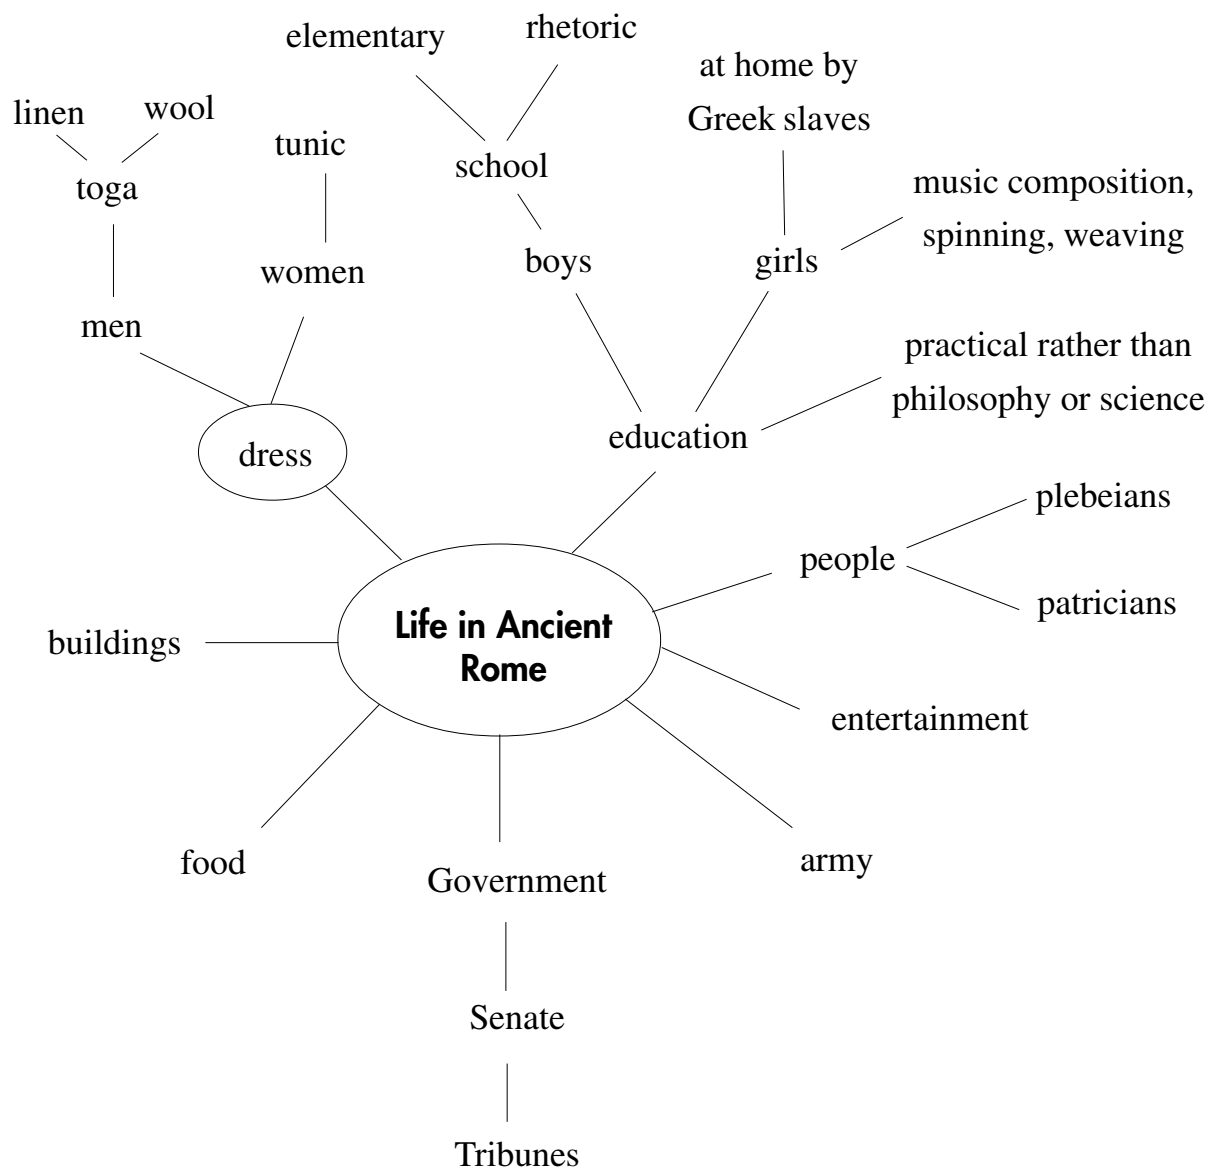 elementary
rhetoric
at home by
Greek slaves
linen
wool
tunic
school
toga
music composition,
spinning, weaving
women
boys
girls
men
practical rather than
philosophy or science
dress
education
plebeians
people
patricians
Life in Ancient
Rome
buildings
entertainment
food
Government
army
Senate
Tribunes